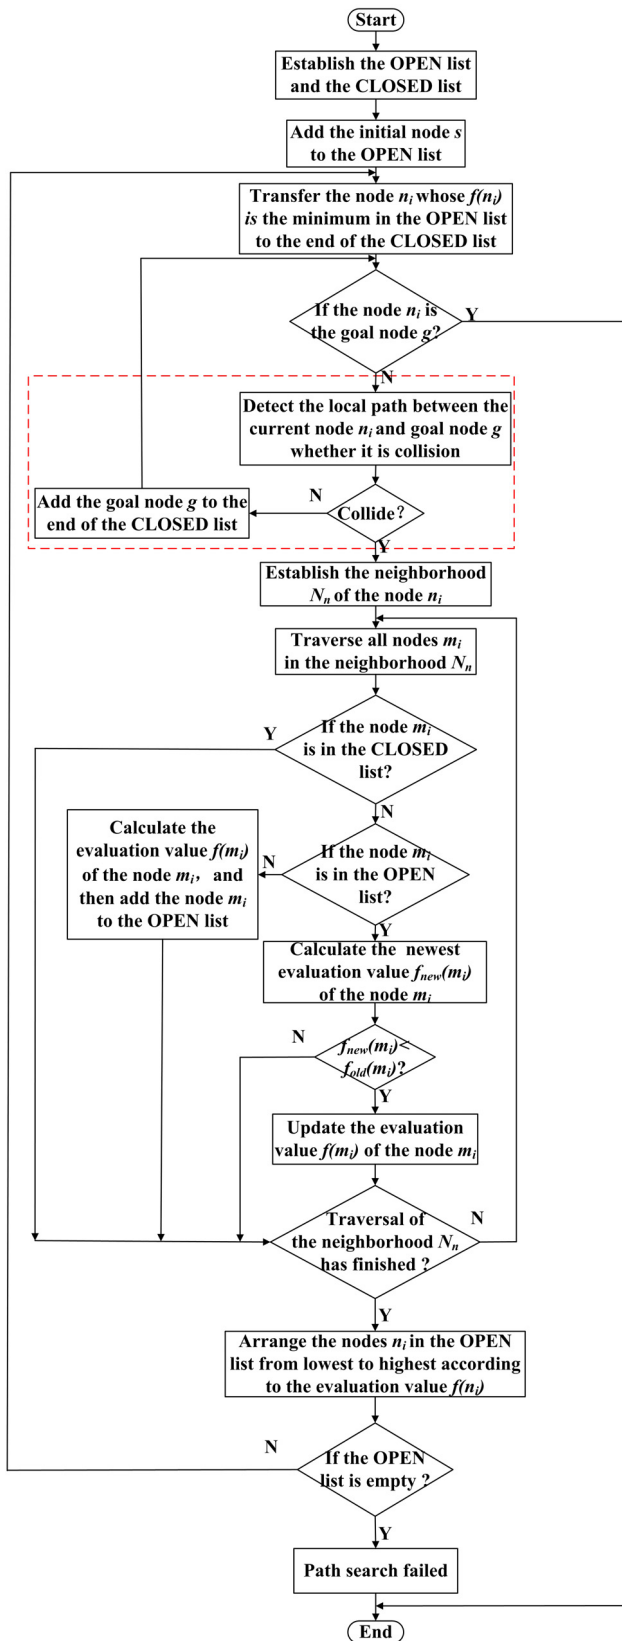 Start
Establish the OPEN list
and the CLOSED list
Add the initial node s
to the OPEN list
Transfer the node nᵢ whose f(nᵢ)
is the minimum in the OPEN list
to the end of the CLOSED list
If the node nᵢ is
the goal node g?
Y
N
Detect the local path between the
current node nᵢ and goal node g
whether it is collision
Add the goal node g to the
end of the CLOSED list
N
Collide?
Y
Establish the neighborhood
Nₙ of the node nᵢ
Traverse all nodes mᵢ
in the neighborhood Nₙ
Y
If the node mᵢ
is in the CLOSED
list?
N
Calculate the
evaluation value f(mᵢ)
of the node mᵢ, and
then add the node mᵢ
to the OPEN list
N
If the node mᵢ
is in the OPEN
list?
Y
Calculate the newest
evaluation value fnew(mᵢ)
of the node mᵢ
N
fnew(mᵢ)<
fold(mᵢ)?
Y
Update the evaluation
value f(mᵢ) of the node mᵢ
Traversal of
the neighborhood Nₙ
has finished ?
N
Y
Arrange the nodes nᵢ in the OPEN
list from lowest to highest according
to the evaluation value f(nᵢ)
N
If the OPEN
list is empty ?
Y
Path search failed
End